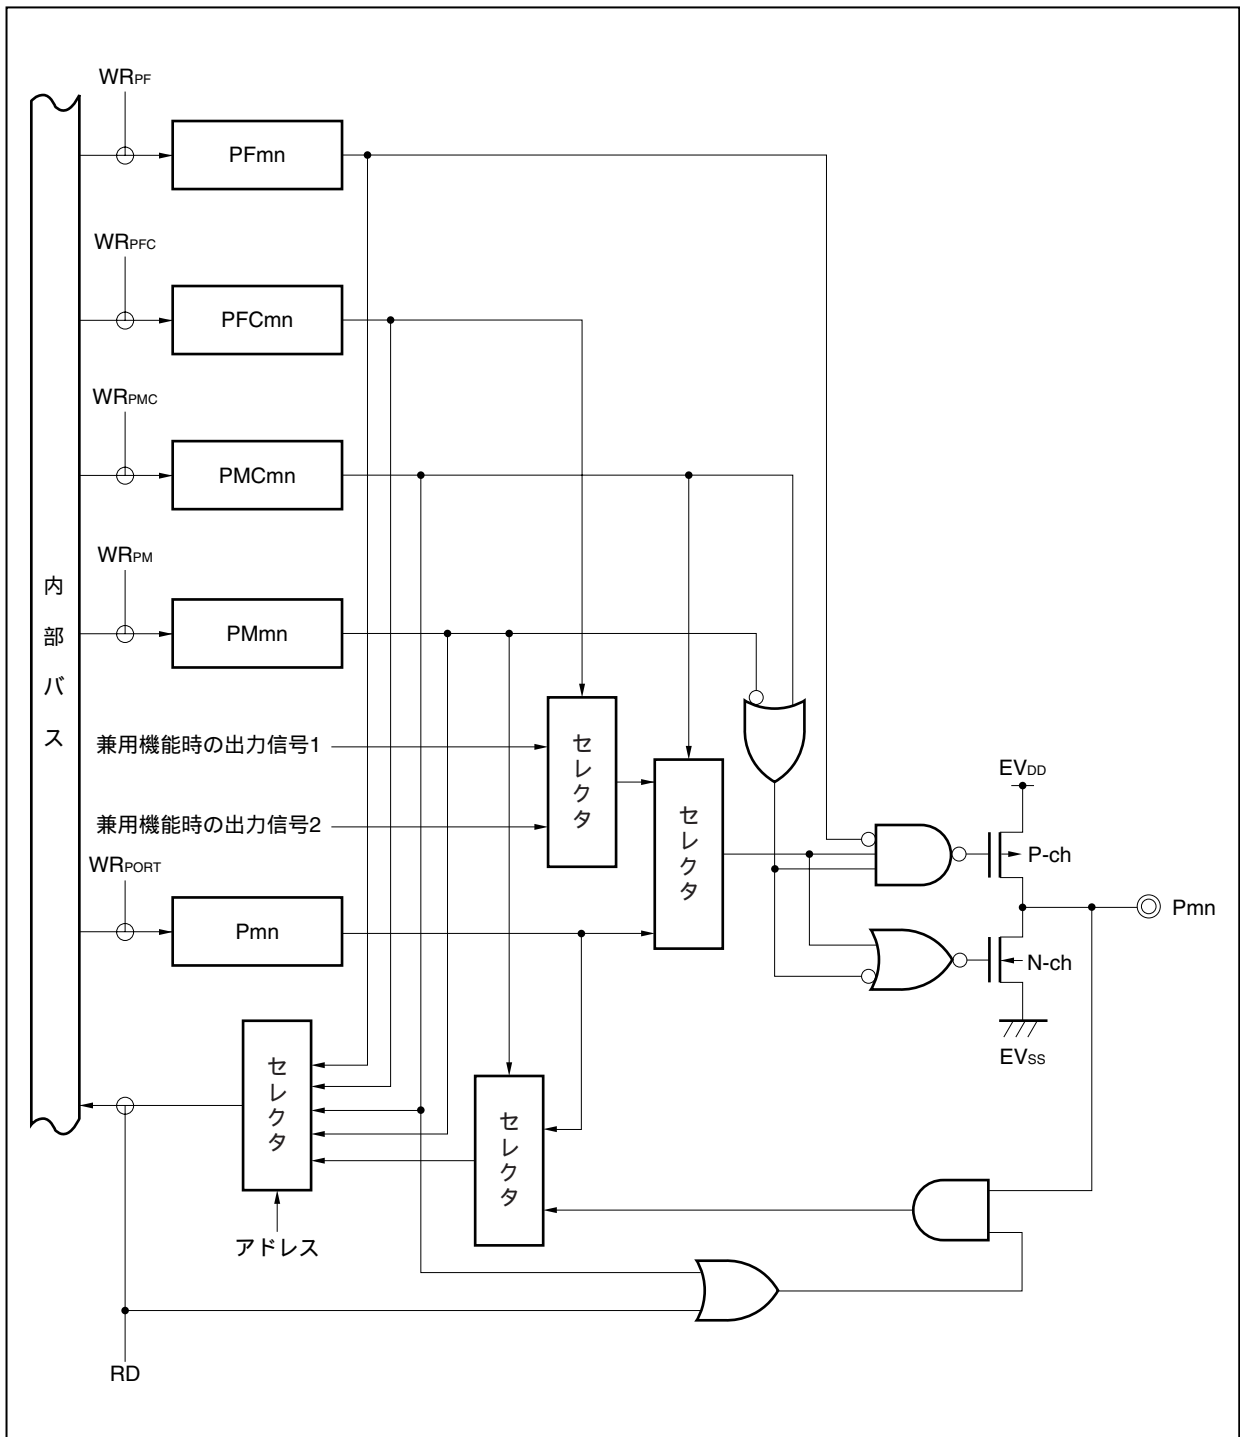 WRPF
PFmn
WRPFC
PFCmn
WRPMC
PMCmn
WRPM
PMmn
内部バス
兼用機能時の出力信号1
兼用機能時の出力信号2
セレクタ
セレクタ
WRPORT
Pmn
EVDD
P-ch
Pmn
N-ch
EVSS
セレクタ
セレクタ
アドレス
RD